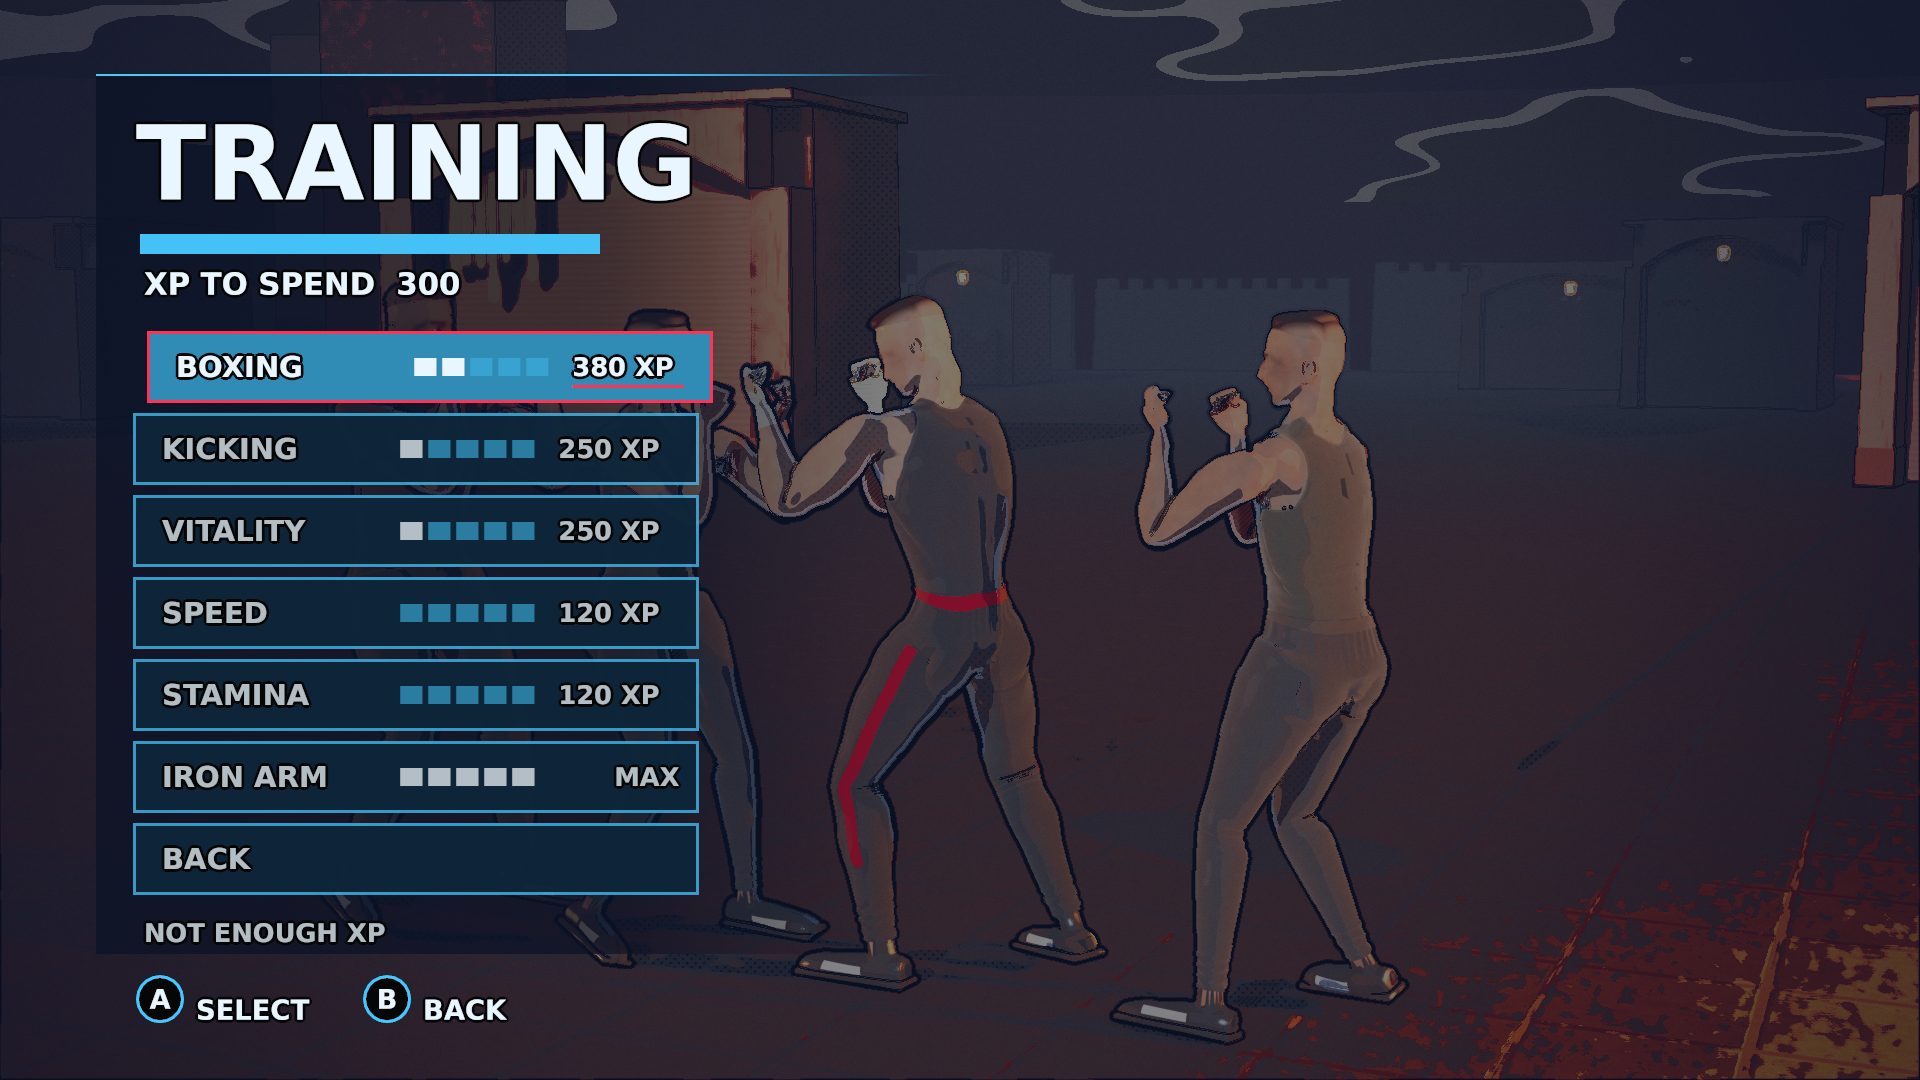 TRAINING
XP TO SPEND 300
BOXING 380 XP
KICKING 250 XP
VITALITY 250 XP
SPEED 120 XP
STAMINA 120 XP
IRON ARM MAX
BACK
NOT ENOUGH XP
A SELECT B BACK